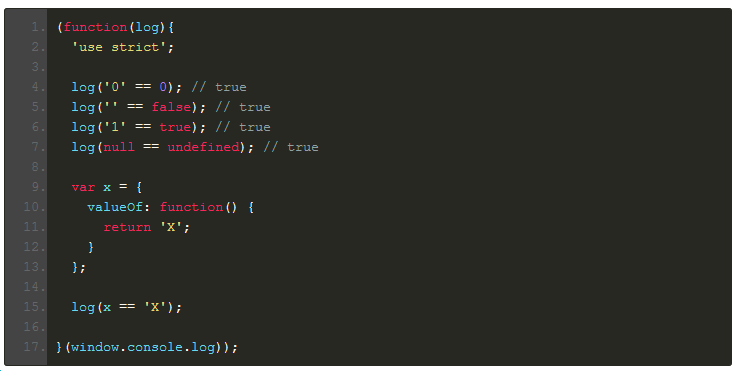 1. (function(log){
2.   'use strict';
3.
4.   log('0' == 0); // true
5.   log('' == false); // true
6.   log('1' == true); // true
7.   log(null == undefined); // true
8.
9.   var x = {
10.     valueOf: function() {
11.       return 'X';
12.     }
13.   };
14.
15.   log(x == 'X');
16.
17. }(window.console.log));